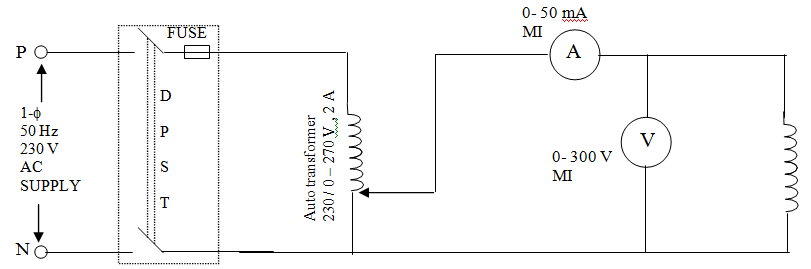 0- 50 mA
MI
FUSE
P
A
D
P
S
T
1-ϕ
50 Hz
230 V
AC
SUPPLY
Auto transformer
230 / 0 – 270 V , 2 A
V
0- 300 V
MI
N